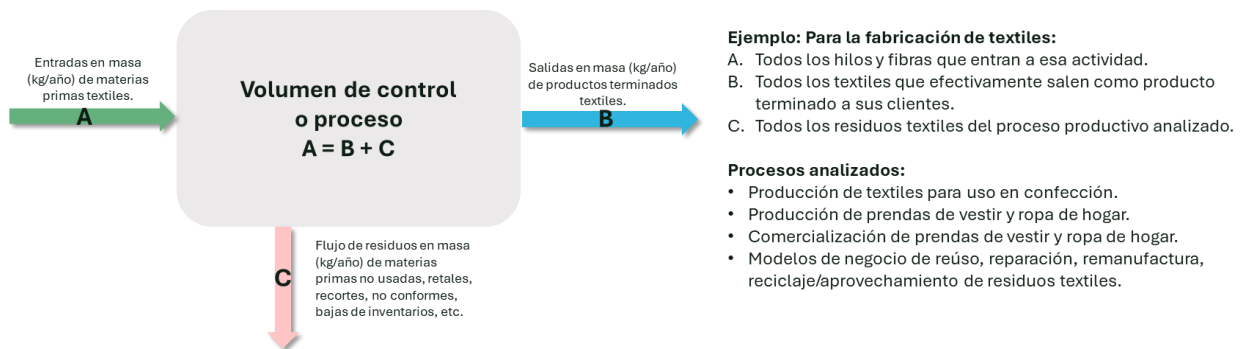 Entradas en masa
(kg/año) de materias
primas textiles.
A
Volumen de control
o proceso
A = B + C
Salidas en masa (kg/año)
de productos terminados
textiles.
B
C
Flujo de residuos en masa
(kg/año) de materias
primas no usadas, retales,
recortes, no conformes,
bajas de inventarios, etc.
Ejemplo: Para la fabricación de textiles:
A. Todos los hilos y fibras que entran a esa actividad.
B. Todos los textiles que efectivamente salen como producto
terminado a sus clientes.
C. Todos los residuos textiles del proceso productivo analizado.
Procesos analizados:
• Producción de textiles para uso en confección.
• Producción de prendas de vestir y ropa de hogar.
• Comercialización de prendas de vestir y ropa de hogar.
• Modelos de negocio de reúso, reparación, remanufactura,
reciclaje/aprovechamiento de residuos textiles.